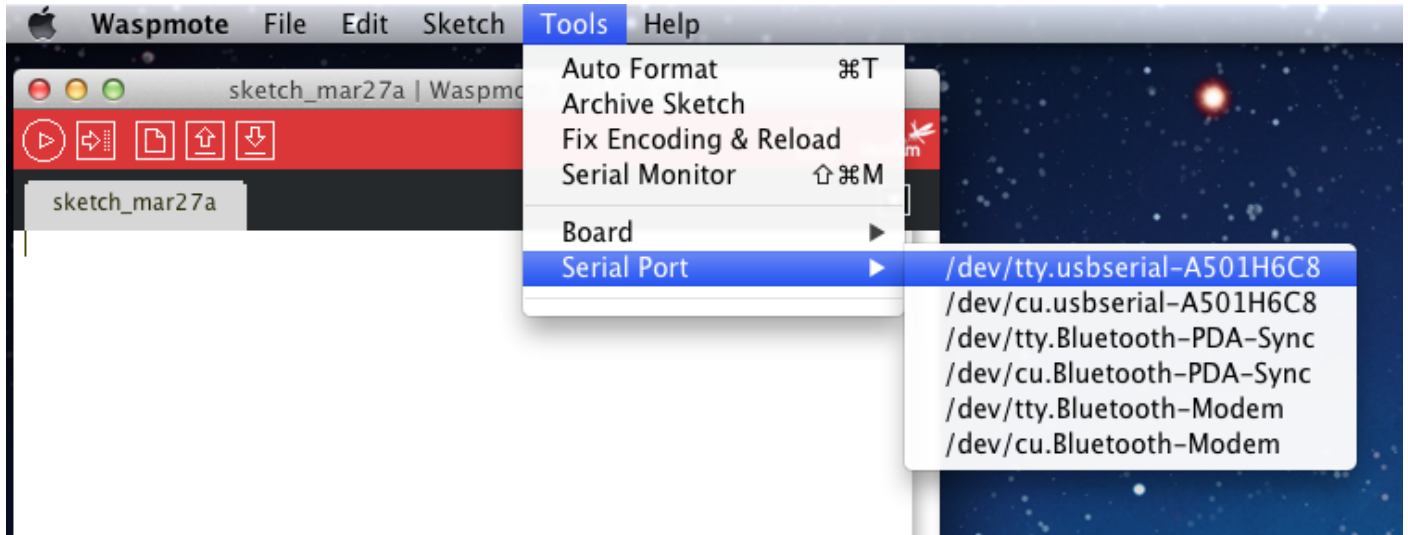 Waspmote File Edit Sketch Tools Help
sketch_mar27a | Waspmo
Auto Format ⌘T
Archive Sketch
Fix Encoding & Reload
Serial Monitor ⇧⌘M
sketch_mar27a
Board ▶
Serial Port ▶
/dev/tty.usbserial-A501H6C8
/dev/cu.usbserial-A501H6C8
/dev/tty.Bluetooth-PDA-Sync
/dev/cu.Bluetooth-PDA-Sync
/dev/tty.Bluetooth-Modem
/dev/cu.Bluetooth-Modem